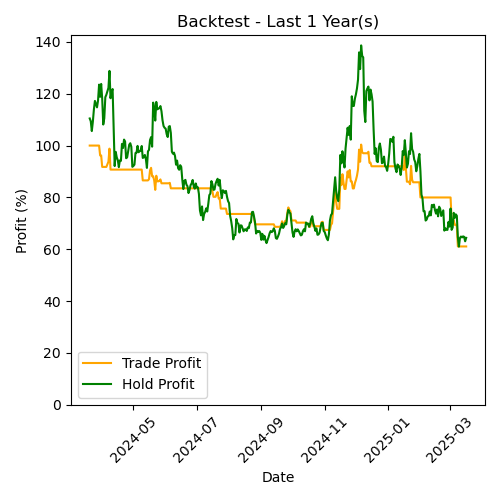 Backtest - Last 1 Year(s)
Profit (%)
140
120
100
80
60
40
20
0
Trade Profit
Hold Profit
2024-05
2024-07
2024-09
2024-11
2025-01
2025-03
Date